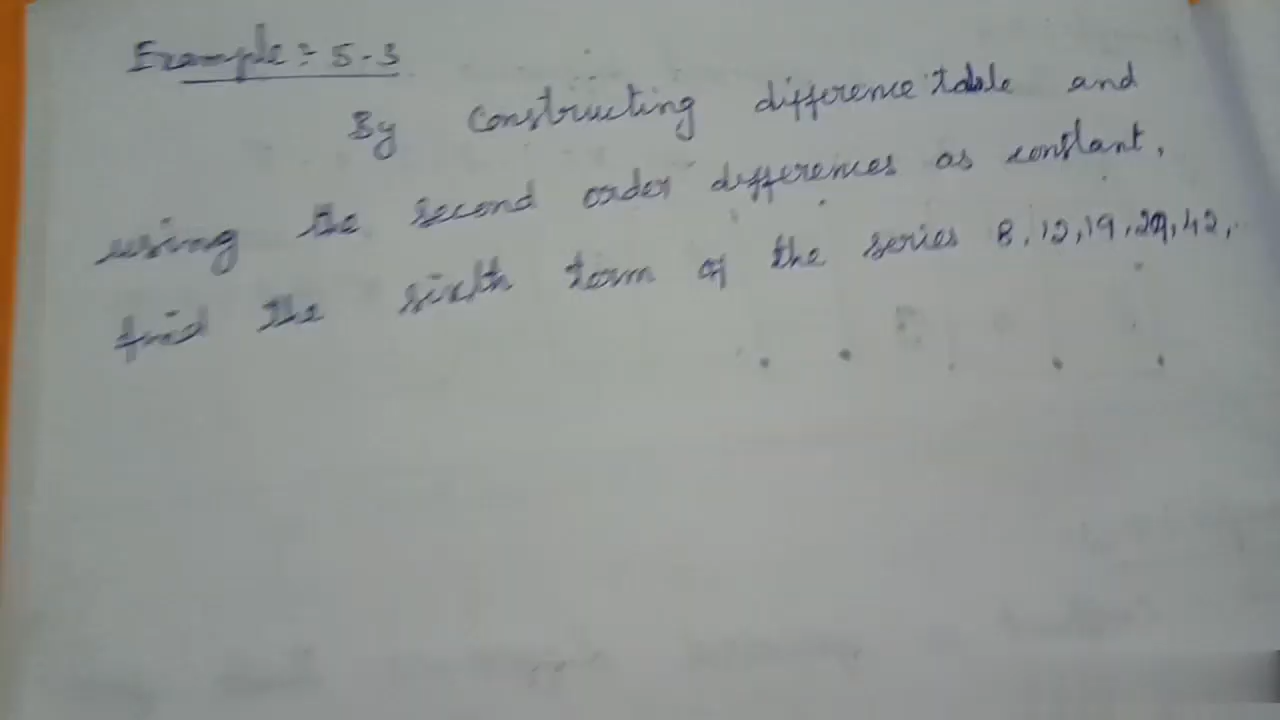 Example :- 5.3
By constructing difference table and
using the second order differences as constant,
find the sixth term of the series 8, 12, 19, 29, 42,.